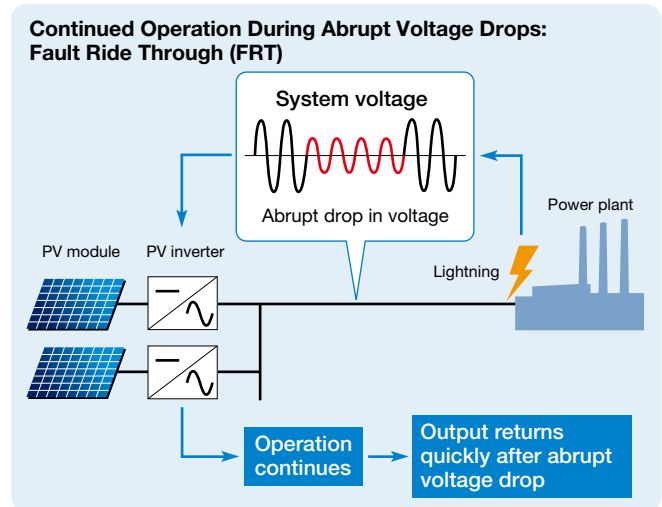 Continued Operation During Abrupt Voltage Drops:
Fault Ride Through (FRT)
System voltage
Abrupt drop in voltage
Power plant
PV module
PV inverter
Lightning
Operation
continues
Output returns
quickly after abrupt
voltage drop